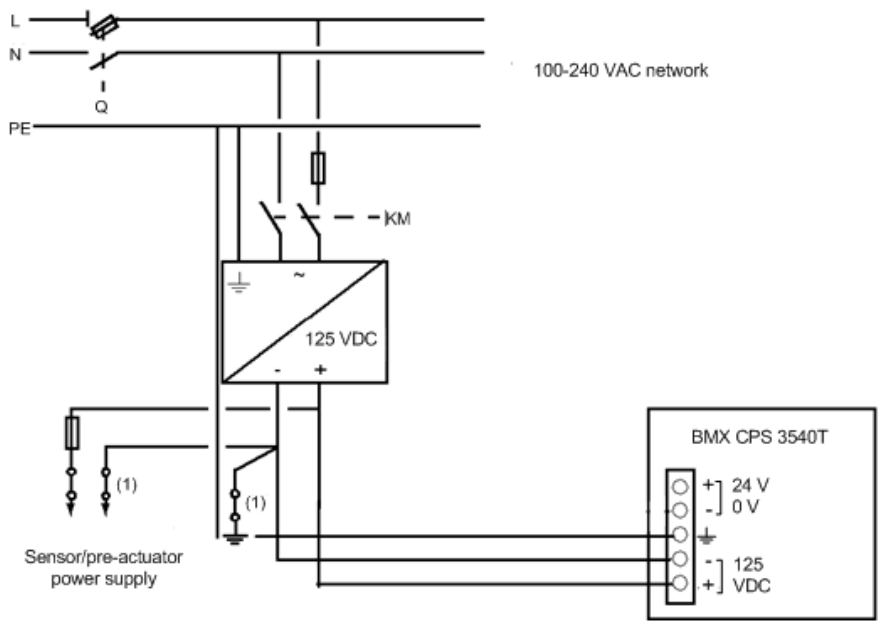 L
N
100-240 VAC network
Q
PE
KM
~
125 VDC
- +
BMX CPS 3540T
+ 24 V
- 0 V
(1)
(1)
- 125
+ VDC
Sensor/pre-actuator
power supply